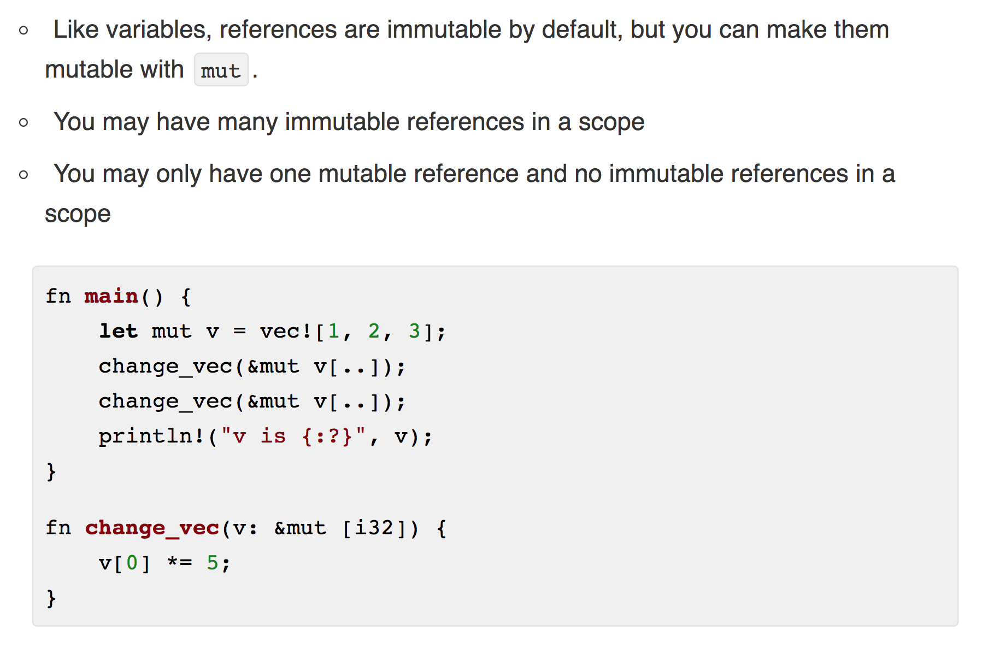 Like variables, references are immutable by default, but you can make them
mutable with mut .
You may have many immutable references in a scope
You may only have one mutable reference and no immutable references in a
scope
fn main() {
    let mut v = vec![1, 2, 3];
    change_vec(&mut v[..]);
    change_vec(&mut v[..]);
    println!("v is {:?}", v);
}
fn change_vec(v: &mut [i32]) {
    v[0] *= 5;
}